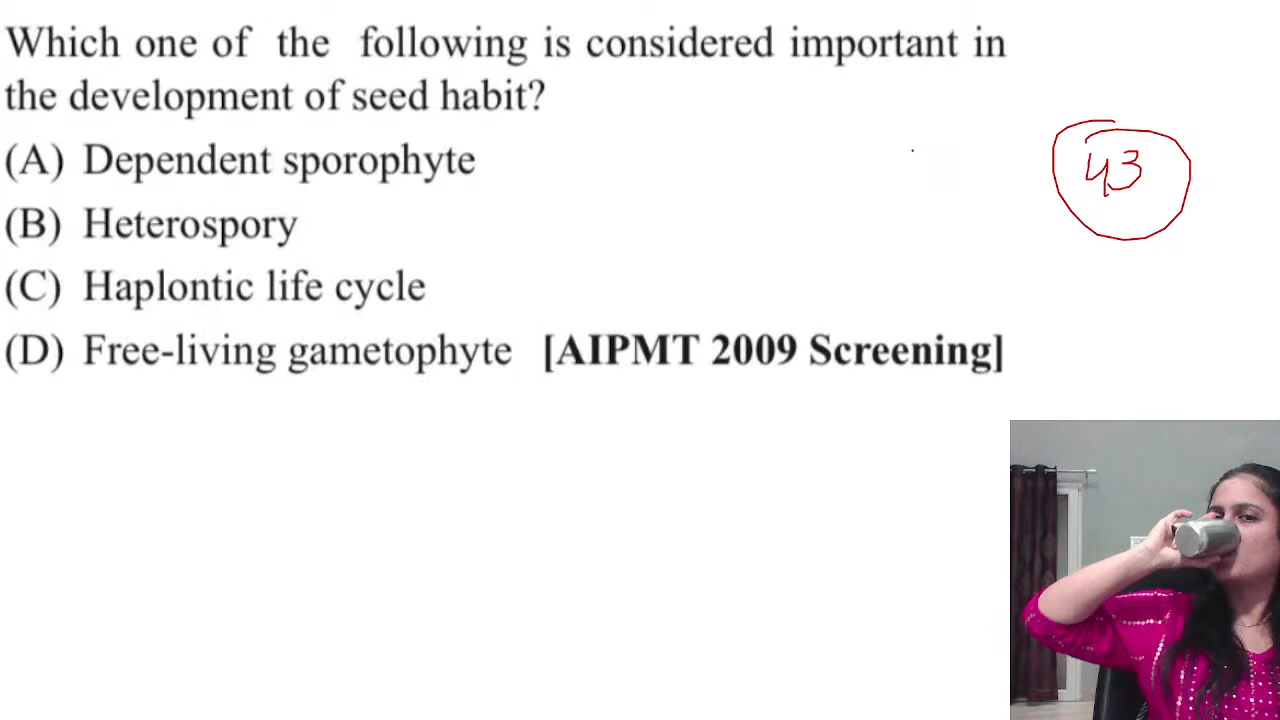 Which one of the following is considered important in
the development of seed habit?
(A) Dependent sporophyte
(B) Heterospory
(C) Haplontic life cycle
(D) Free-living gametophyte [AIPMT 2009 Screening]
43